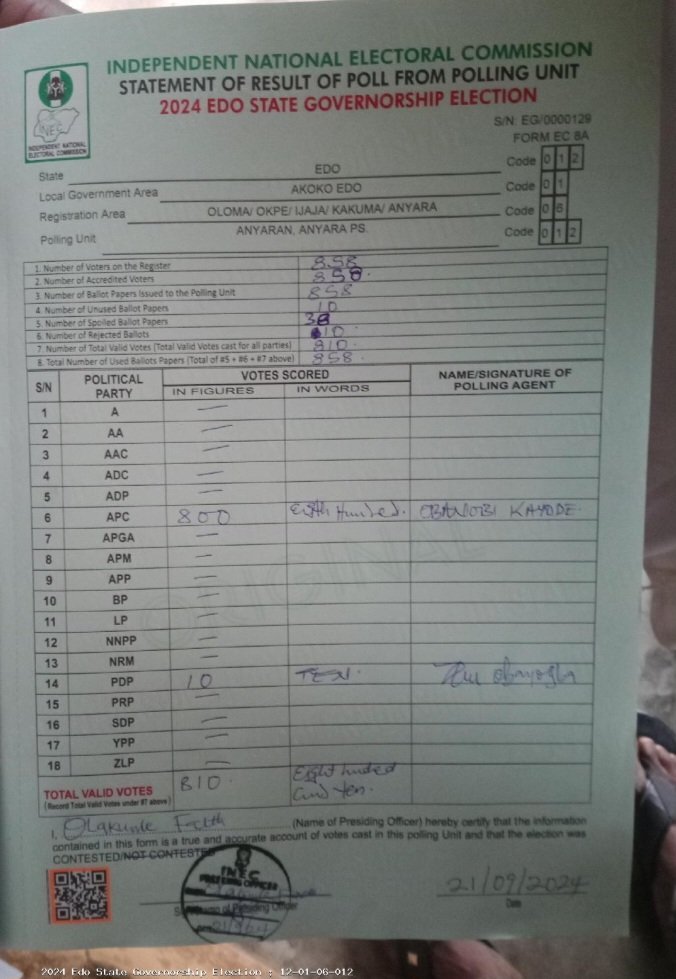 INDEPENDENT NATIONAL ELECTORAL COMMISSION
STATEMENT OF RESULT OF POLL FROM POLLING UNIT
2024 EDO STATE GOVERNORSHIP ELECTION
INEC
INDEPENDENT NATIONAL
ELECTORAL COMMISSION
S/N: EG/0000129
FORM EC 8A
State EDO Code 0 1 2
Local Government Area AKOKO EDO Code 0 1
Registration Area OLOMA/ OKPE/ IJAJA/ KAKUMA/ ANYARA Code 0 6
Polling Unit ANYARAN, ANYARA PS. Code 0 1 2
1. Number of Voters on the Register 858
2. Number of Accredited Voters 858.
3. Number of Ballot Papers Issued to the Polling Unit 858
4. Number of Unused Ballot Papers 10
5. Number of Spoiled Ballot Papers 38
6. Number of Rejected Ballots 10.
7. Number of Total Valid Votes (Total Valid Votes cast for all parties) 810.
8. Total Number of Used Ballots Papers (Total of #5 + #6 + #7 above) 858.
S/N POLITICAL PARTY VOTES SCORED NAME/SIGNATURE OF POLLING AGENT
IN FIGURES IN WORDS
1 A —
2 AA —
3 AAC —
4 ADC —
5 ADP —
6 APC 800 Hundred. KAYODE
7 APGA —
8 APM —
9 APP —
10 BP —
11 LP —
12 NNPP —
13 NRM —
14 PDP 10 TEN.
15 PRP —
16 SDP —
17 YPP —
18 ZLP —
TOTAL VALID VOTES 810. Eight hunded
(Record Total Valid Votes under #7 above) and ten.
I, Olakunle Faith (Name of Presiding Officer) hereby certify that the information
contained in this form is a true and accurate account of votes cast in this polling Unit and that the election was
CONTESTED/NOT CONTESTED
INEC
PRESIDING OFFICER
of Presiding Officer
21/09/2024
Date
2024 Edo State Governorship Election : 12-01-06-012